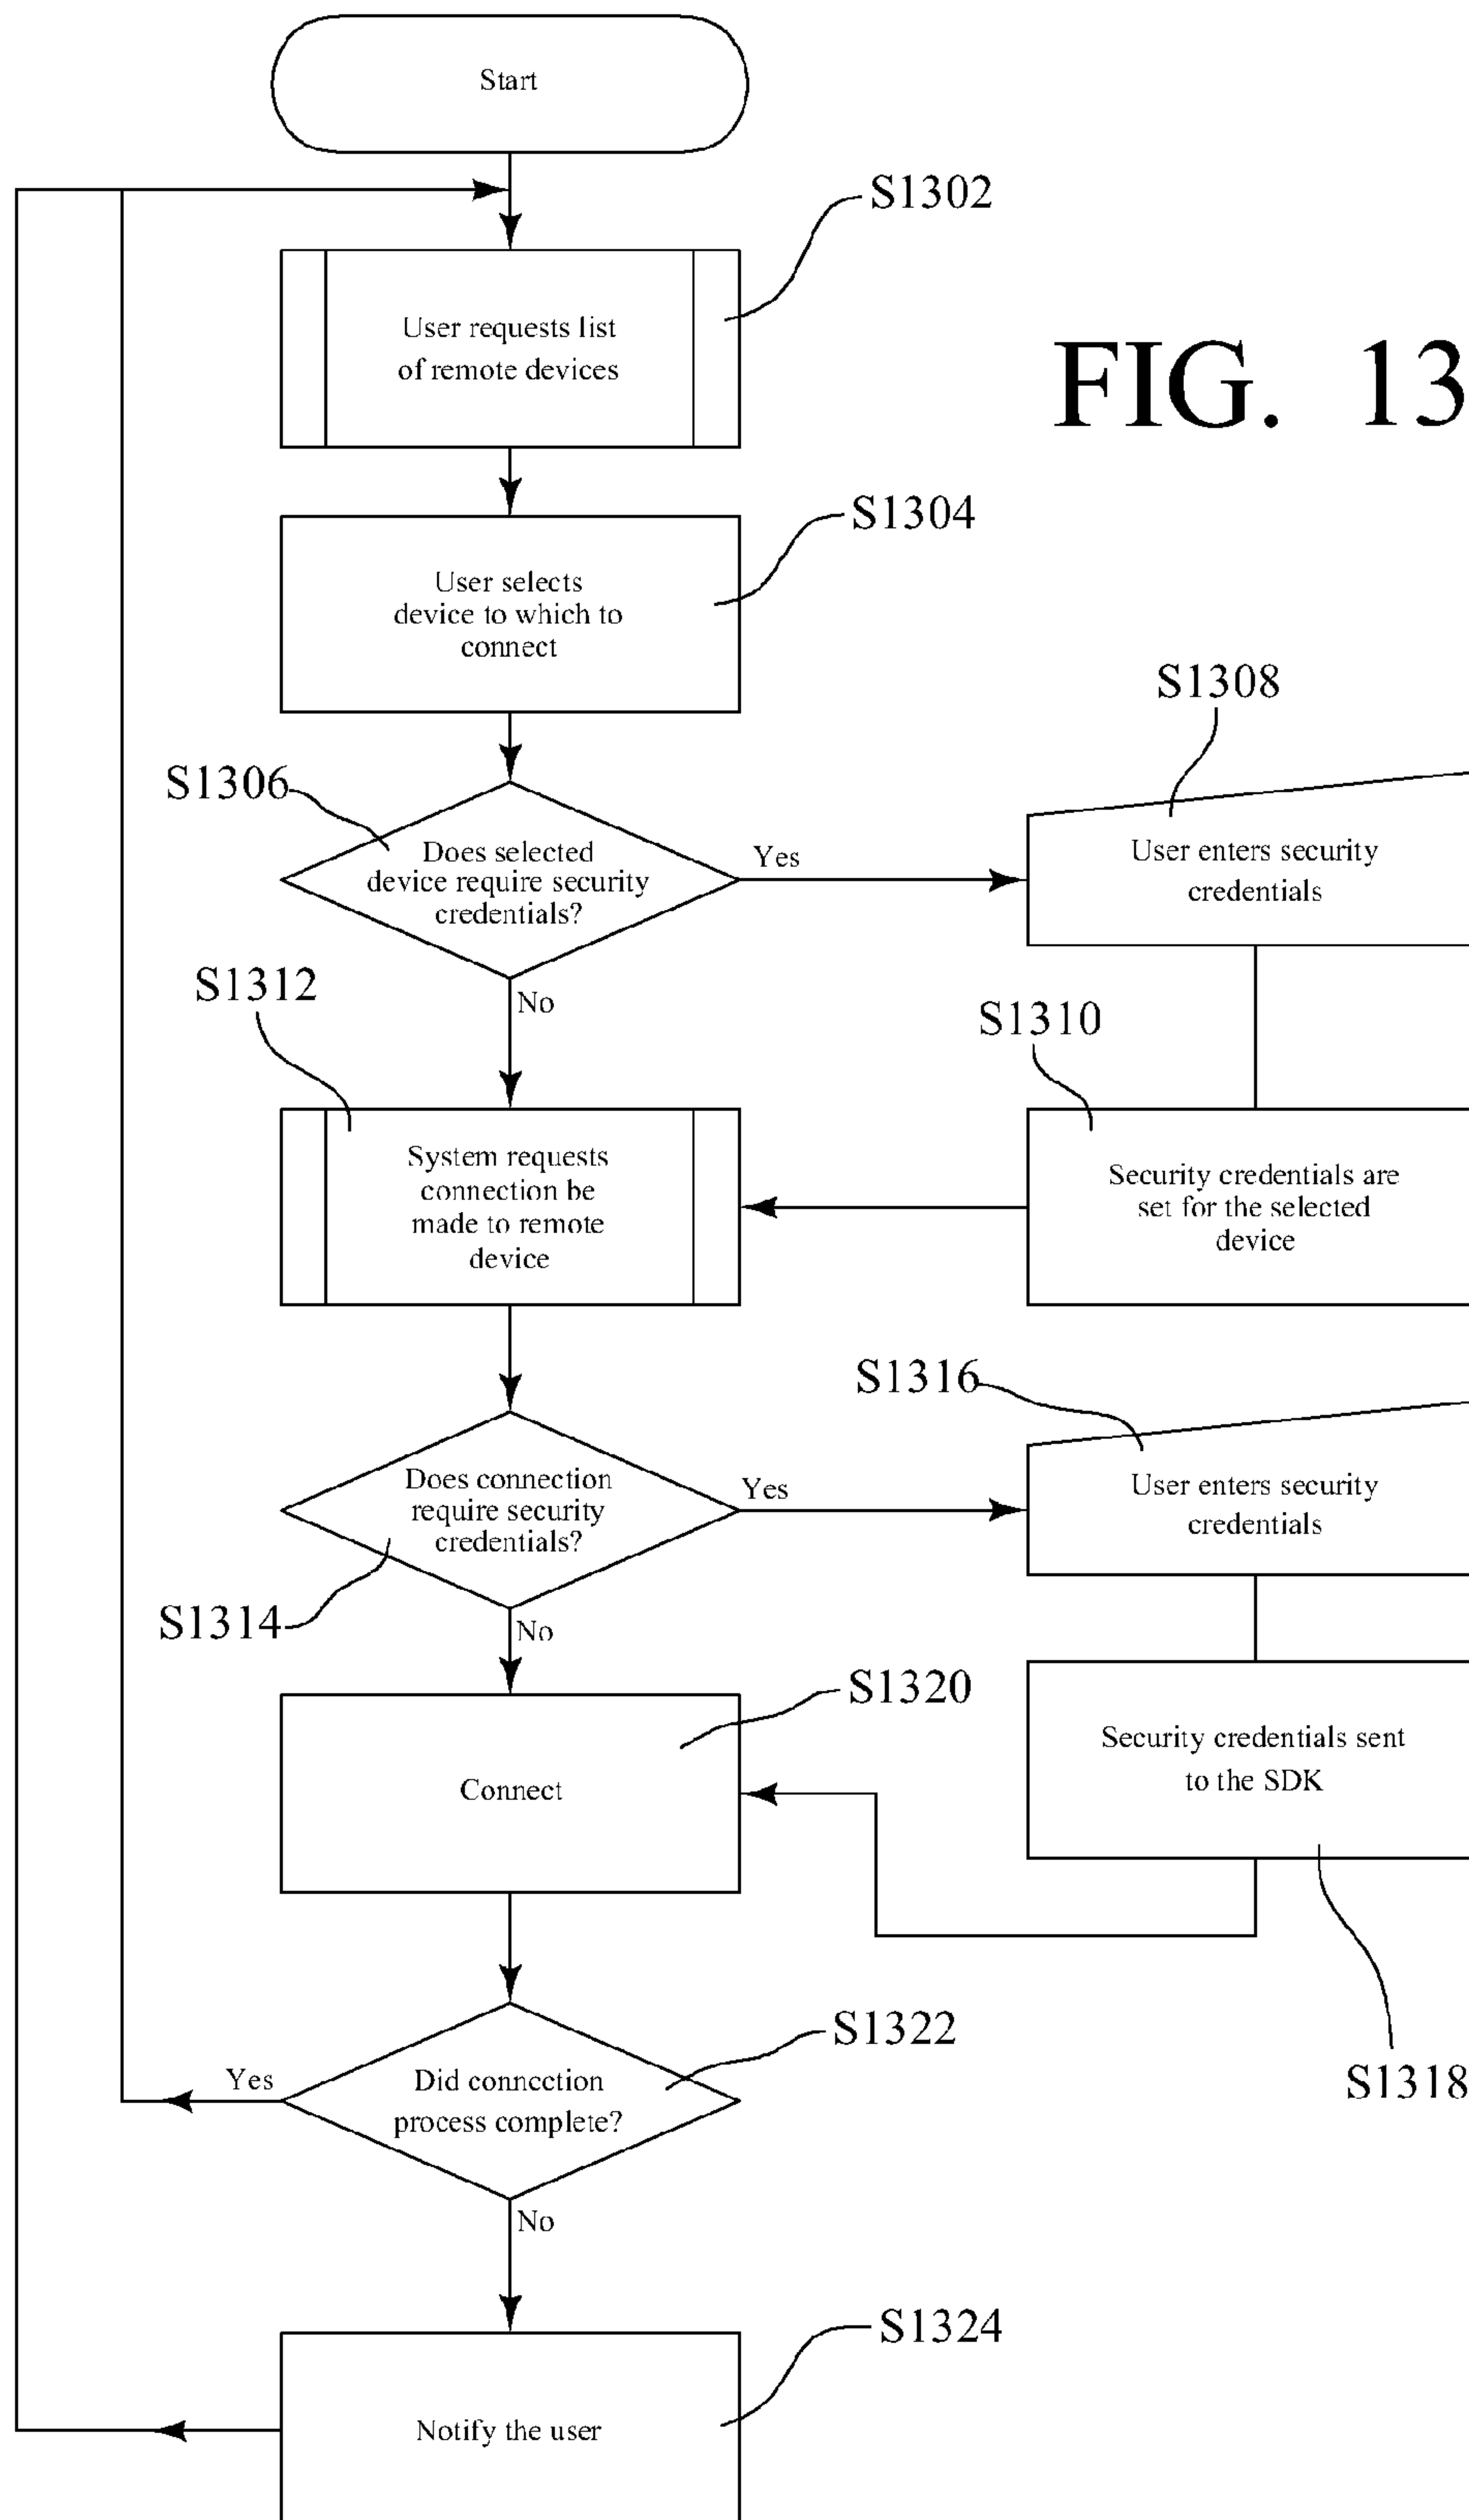 Start
S1302
User requests list
of remote devices
FIG. 13
S1304
User selects
device to which to
connect
S1308
S1306
Does selected
device require security
credentials?
Yes
User enters security
credentials
No
S1312
S1310
System requests
connection be
made to remote
device
Security credentials are
set for the selected
device
S1316
Does connection
require security
credentials?
Yes
User enters security
credentials
S1314
No
S1320
Connect
Security credentials sent
to the SDK
S1322
Did connection
process complete?
Yes
S1318
No
S1324
Notify the user